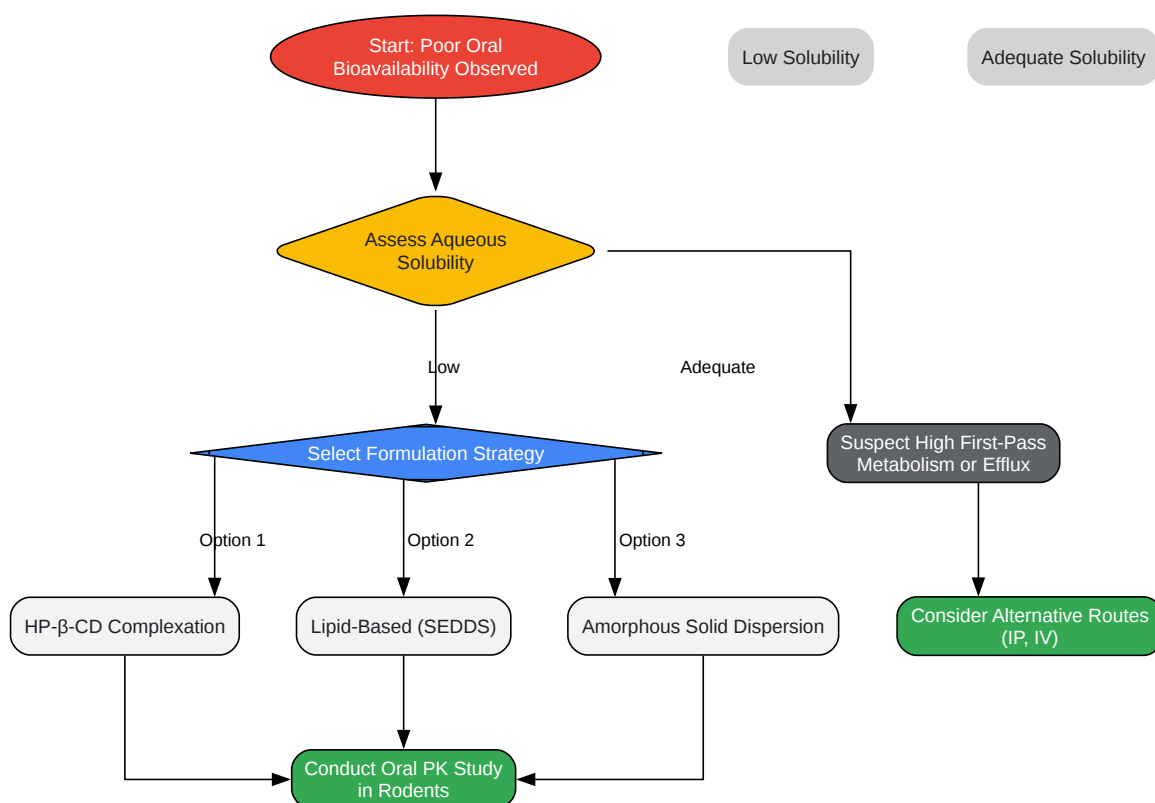 Start: Poor Oral
Bioavailability Observed
Low Solubility
Adequate Solubility
Assess Aqueous
Solubility
Low
Adequate
Select Formulation Strategy
Suspect High First-Pass
Metabolism or Efflux
Option 1
Option 2
Option 3
HP-β-CD Complexation
Lipid-Based (SEDDS)
Amorphous Solid Dispersion
Consider Alternative Routes
(IP, IV)
Conduct Oral PK Study
in Rodents